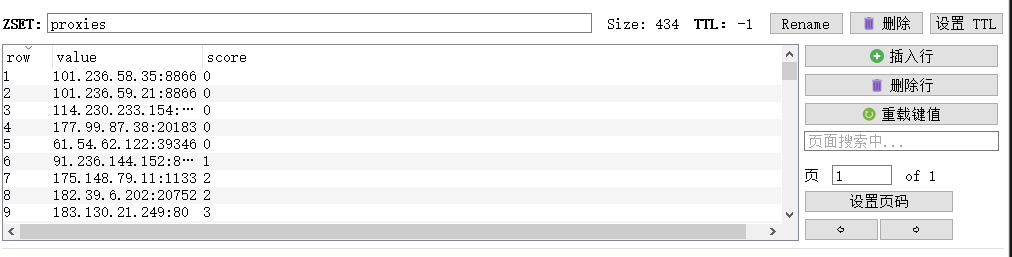 ZSET: proxies Size: 434 TTL: -1 Rename 删除 设置 TTL
row value score
1 101.236.58.35:8866 0
2 101.236.59.21:8866 0
3 114.230.233.154:… 0
4 177.99.87.38:20183 0
5 61.54.62.122:39346 0
6 91.236.144.152:8… 1
7 175.148.79.11:1133 2
8 182.39.6.202:20752 2
9 183.130.21.249:80 3
插入行
删除行
重载键值
页面搜索中...
页 1 of 1
设置页码